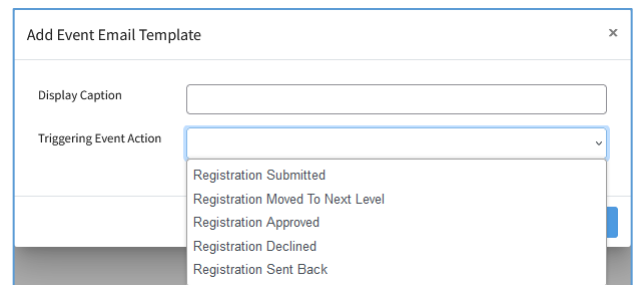 Add Event Email Template ×
Display Caption
Triggering Event Action
Registration Submitted
Registration Moved To Next Level
Registration Approved
Registration Declined
Registration Sent Back